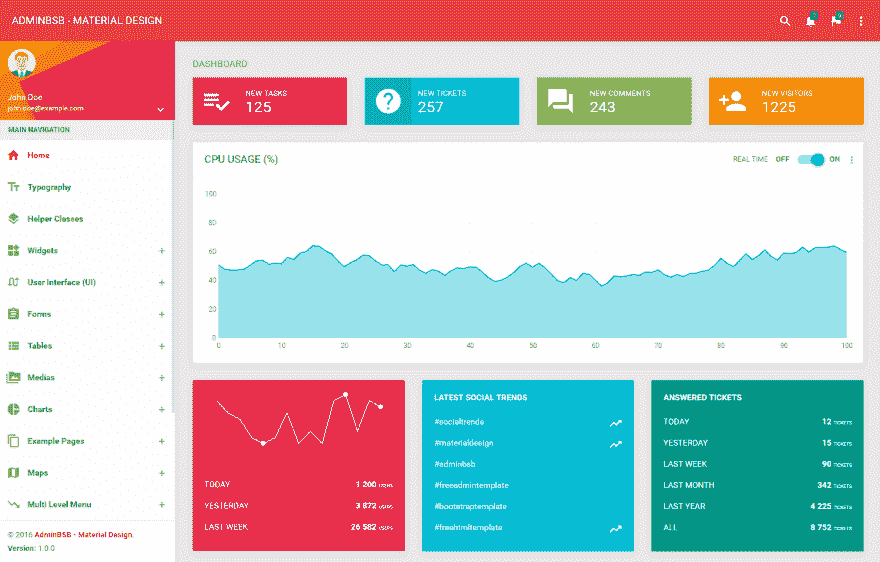 ADMINBSB - MATERIAL DESIGN
John Doe
john.doe@example.com
MAIN NAVIGATION
Home
Typography
Helper Classes
Widgets +
User Interface (UI) +
Forms +
Tables +
Medias +
Charts +
Example Pages +
Maps +
Multi Level Menu +
© 2016 AdminBSB - Material Design.
Version: 1.0.0
DASHBOARD
NEW TASKS
125
NEW TICKETS
257
NEW COMMENTS
243
NEW VISITORS
1225
CPU USAGE (%)
REAL TIME OFF ON
100
80
60
40
20
0
0 10 20 30 40 50 60 70 80 90 100
TODAY 1 200 USERS
YESTERDAY 3 872 USERS
LAST WEEK 26 582 USERS
LATEST SOCIAL TRENDS
#socialtrends
#materialdesign
#adminbsb
#freeadmintemplate
#bootstraptemplate
#freehtmltemplate
ANSWERED TICKETS
TODAY 12 TICKETS
YESTERDAY 15 TICKETS
LAST WEEK 90 TICKETS
LAST MONTH 342 TICKETS
LAST YEAR 4 225 TICKETS
ALL 8 752 TICKETS